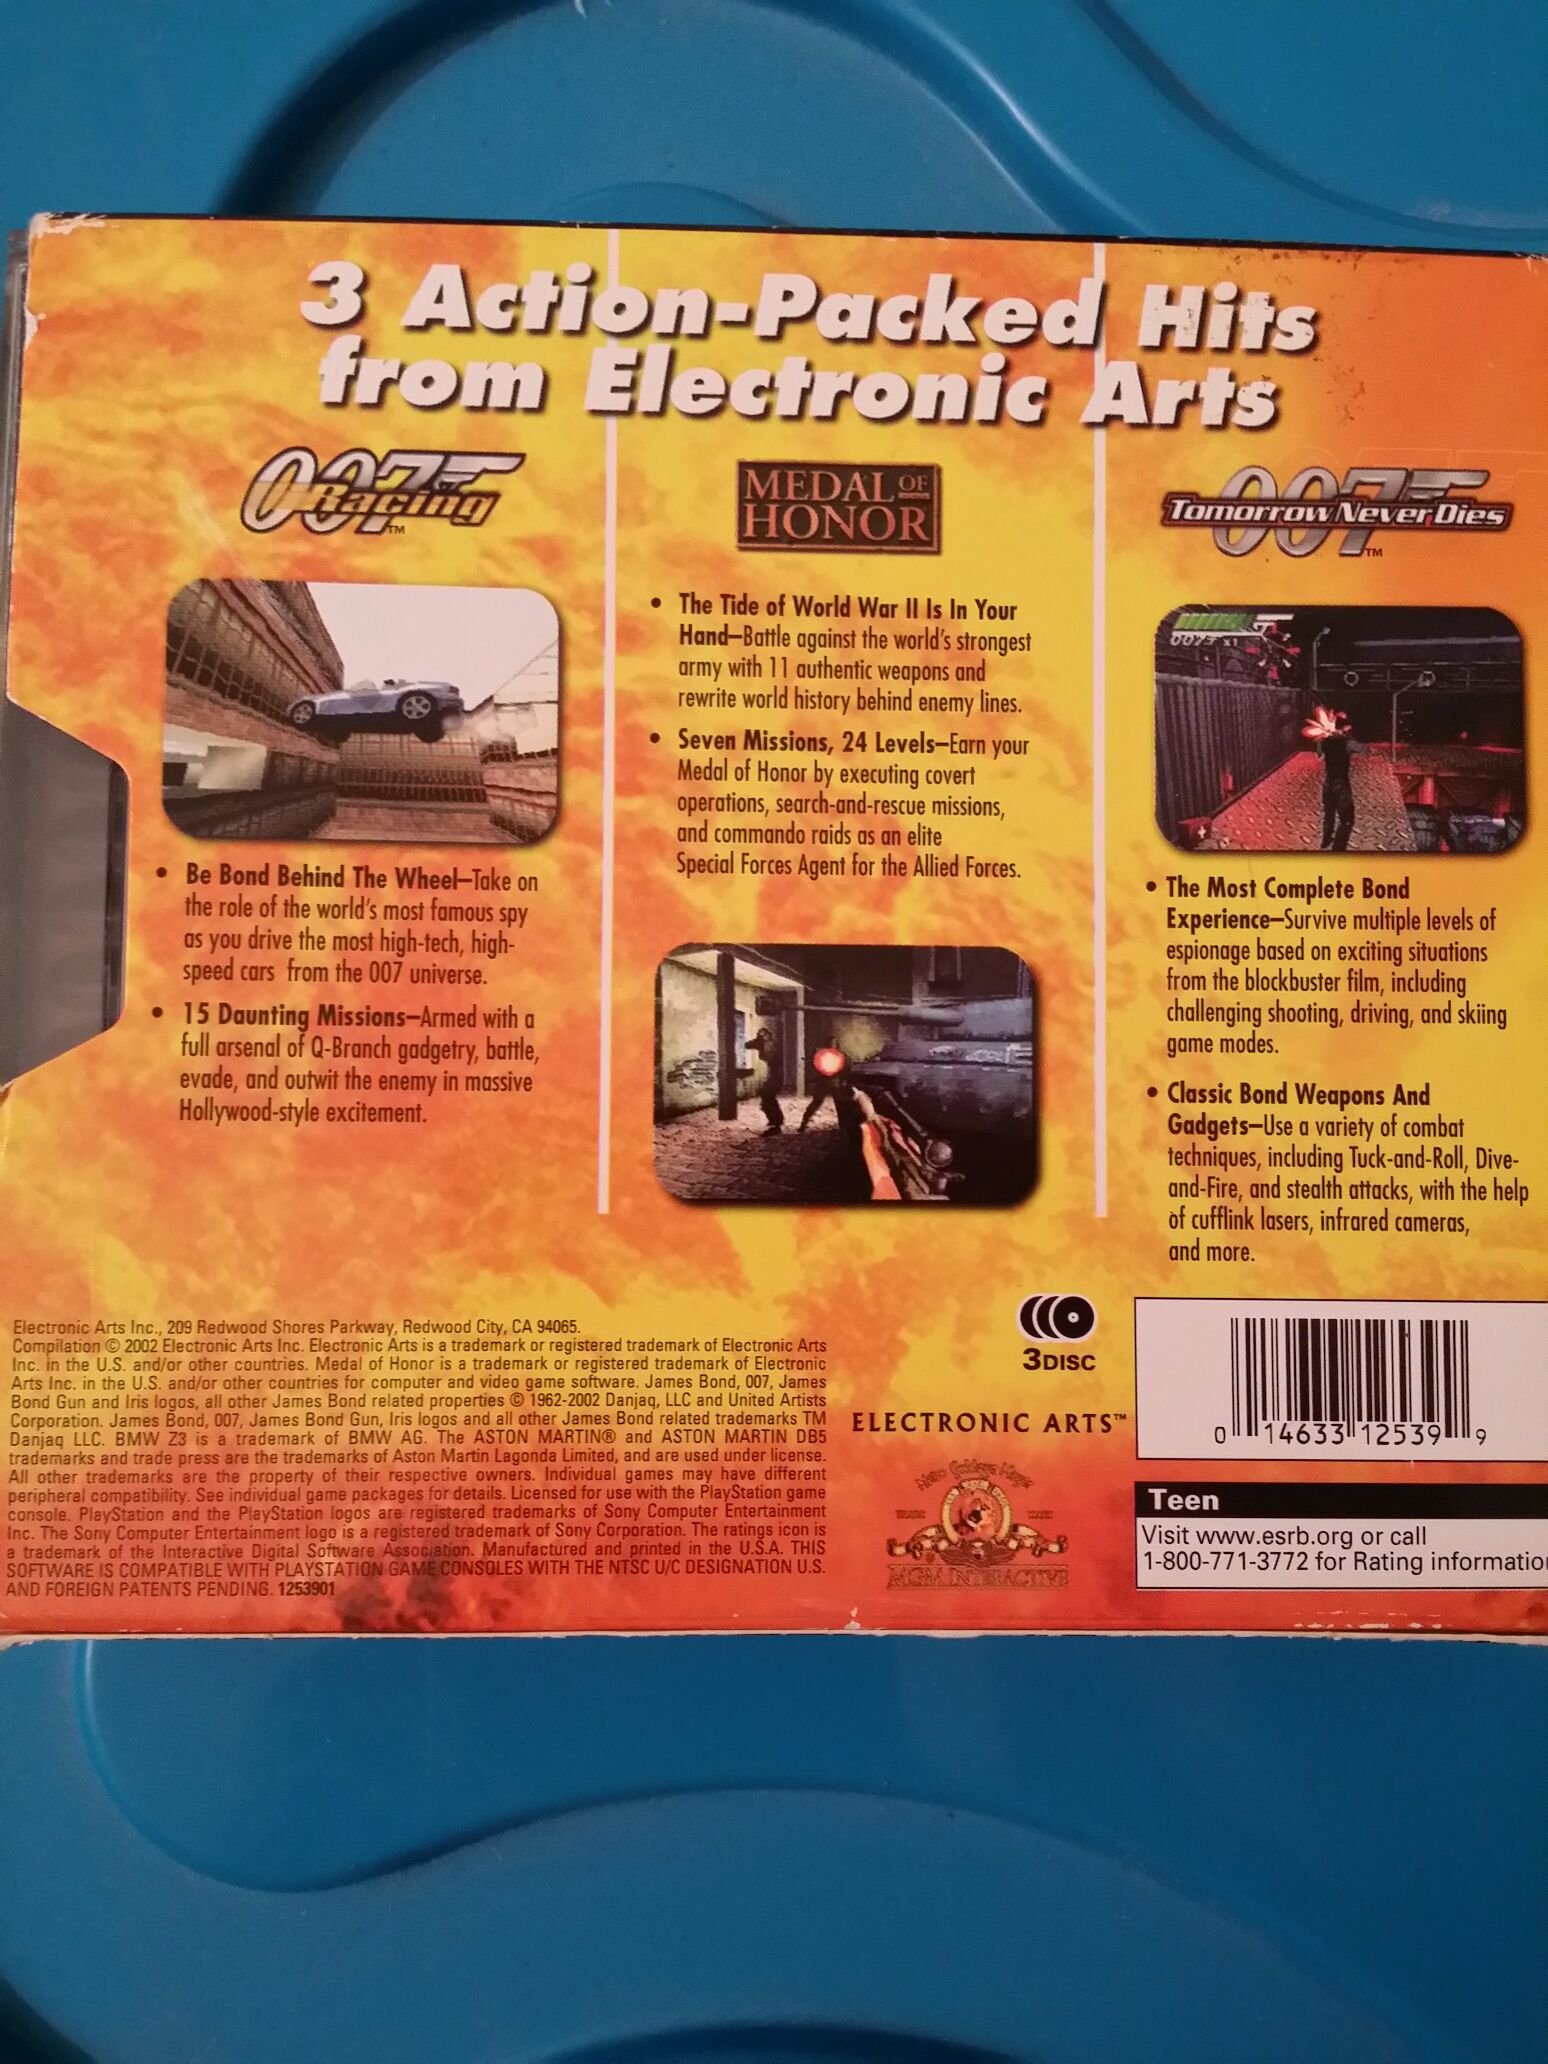 3 Action-Packed Hits
from Electronic Arts
007 Racing™
Be Bond Behind The Wheel—Take on
the role of the world's most famous spy
as you drive the most high-tech, high-
speed cars from the 007 universe.
15 Daunting Missions—Armed with a
full arsenal of Q-Branch gadgetry, battle,
evade, and outwit the enemy in massive
Hollywood-style excitement.
MEDAL OF
HONOR
The Tide of World War II Is In Your
Hand—Battle against the world's strongest
army with 11 authentic weapons and
rewrite world history behind enemy lines.
Seven Missions, 24 Levels—Earn your
Medal of Honor by executing covert
operations, search-and-rescue missions,
and commando raids as an elite
Special Forces Agent for the Allied Forces.
007
Tomorrow Never Dies
™
The Most Complete Bond
Experience—Survive multiple levels of
espionage based on exciting situations
from the blockbuster film, including
challenging shooting, driving, and skiing
game modes.
Classic Bond Weapons And
Gadgets—Use a variety of combat
techniques, including Tuck-and-Roll, Dive-
and-Fire, and stealth attacks, with the help
of cufflink lasers, infrared cameras,
and more.
Electronic Arts Inc., 209 Redwood Shores Parkway, Redwood City, CA 94065.
Compilation © 2002 Electronic Arts Inc. Electronic Arts is a trademark or registered trademark of Electronic Arts
Inc. in the U.S. and/or other countries. Medal of Honor is a trademark or registered trademark of Electronic
Arts Inc. in the U.S. and/or other countries for computer and video game software. James Bond, 007, James
Bond Gun and Iris logos, all other James Bond related properties © 1962-2002 Danjaq, LLC and United Artists
Corporation. James Bond, 007, James Bond Gun, Iris logos and all other James Bond related trademarks TM
Danjaq LLC. BMW Z3 is a trademark of BMW AG. The ASTON MARTIN® and ASTON MARTIN DB5
trademarks and trade press are the trademarks of Aston Martin Lagonda Limited, and are used under license.
All other trademarks are the property of their respective owners. Individual games may have different
peripheral compatibility. See individual game packages for details. Licensed for use with the PlayStation game
console. PlayStation and the PlayStation logos are registered trademarks of Sony Computer Entertainment
Inc. The Sony Computer Entertainment logo is a registered trademark of Sony Corporation. The ratings icon is
a trademark of the Interactive Digital Software Association. Manufactured and printed in the U.S.A. THIS
SOFTWARE IS COMPATIBLE WITH PLAYSTATION GAME CONSOLES WITH THE NTSC U/C DESIGNATION U.S.
AND FOREIGN PATENTS PENDING. 1253901
3 DISC
ELECTRONIC ARTS™
Metro Goldwyn Mayer
TRADE MARK
MGM INTERACTIVE
0 14633 12539 9
Teen
Visit www.esrb.org or call
1-800-771-3772 for Rating